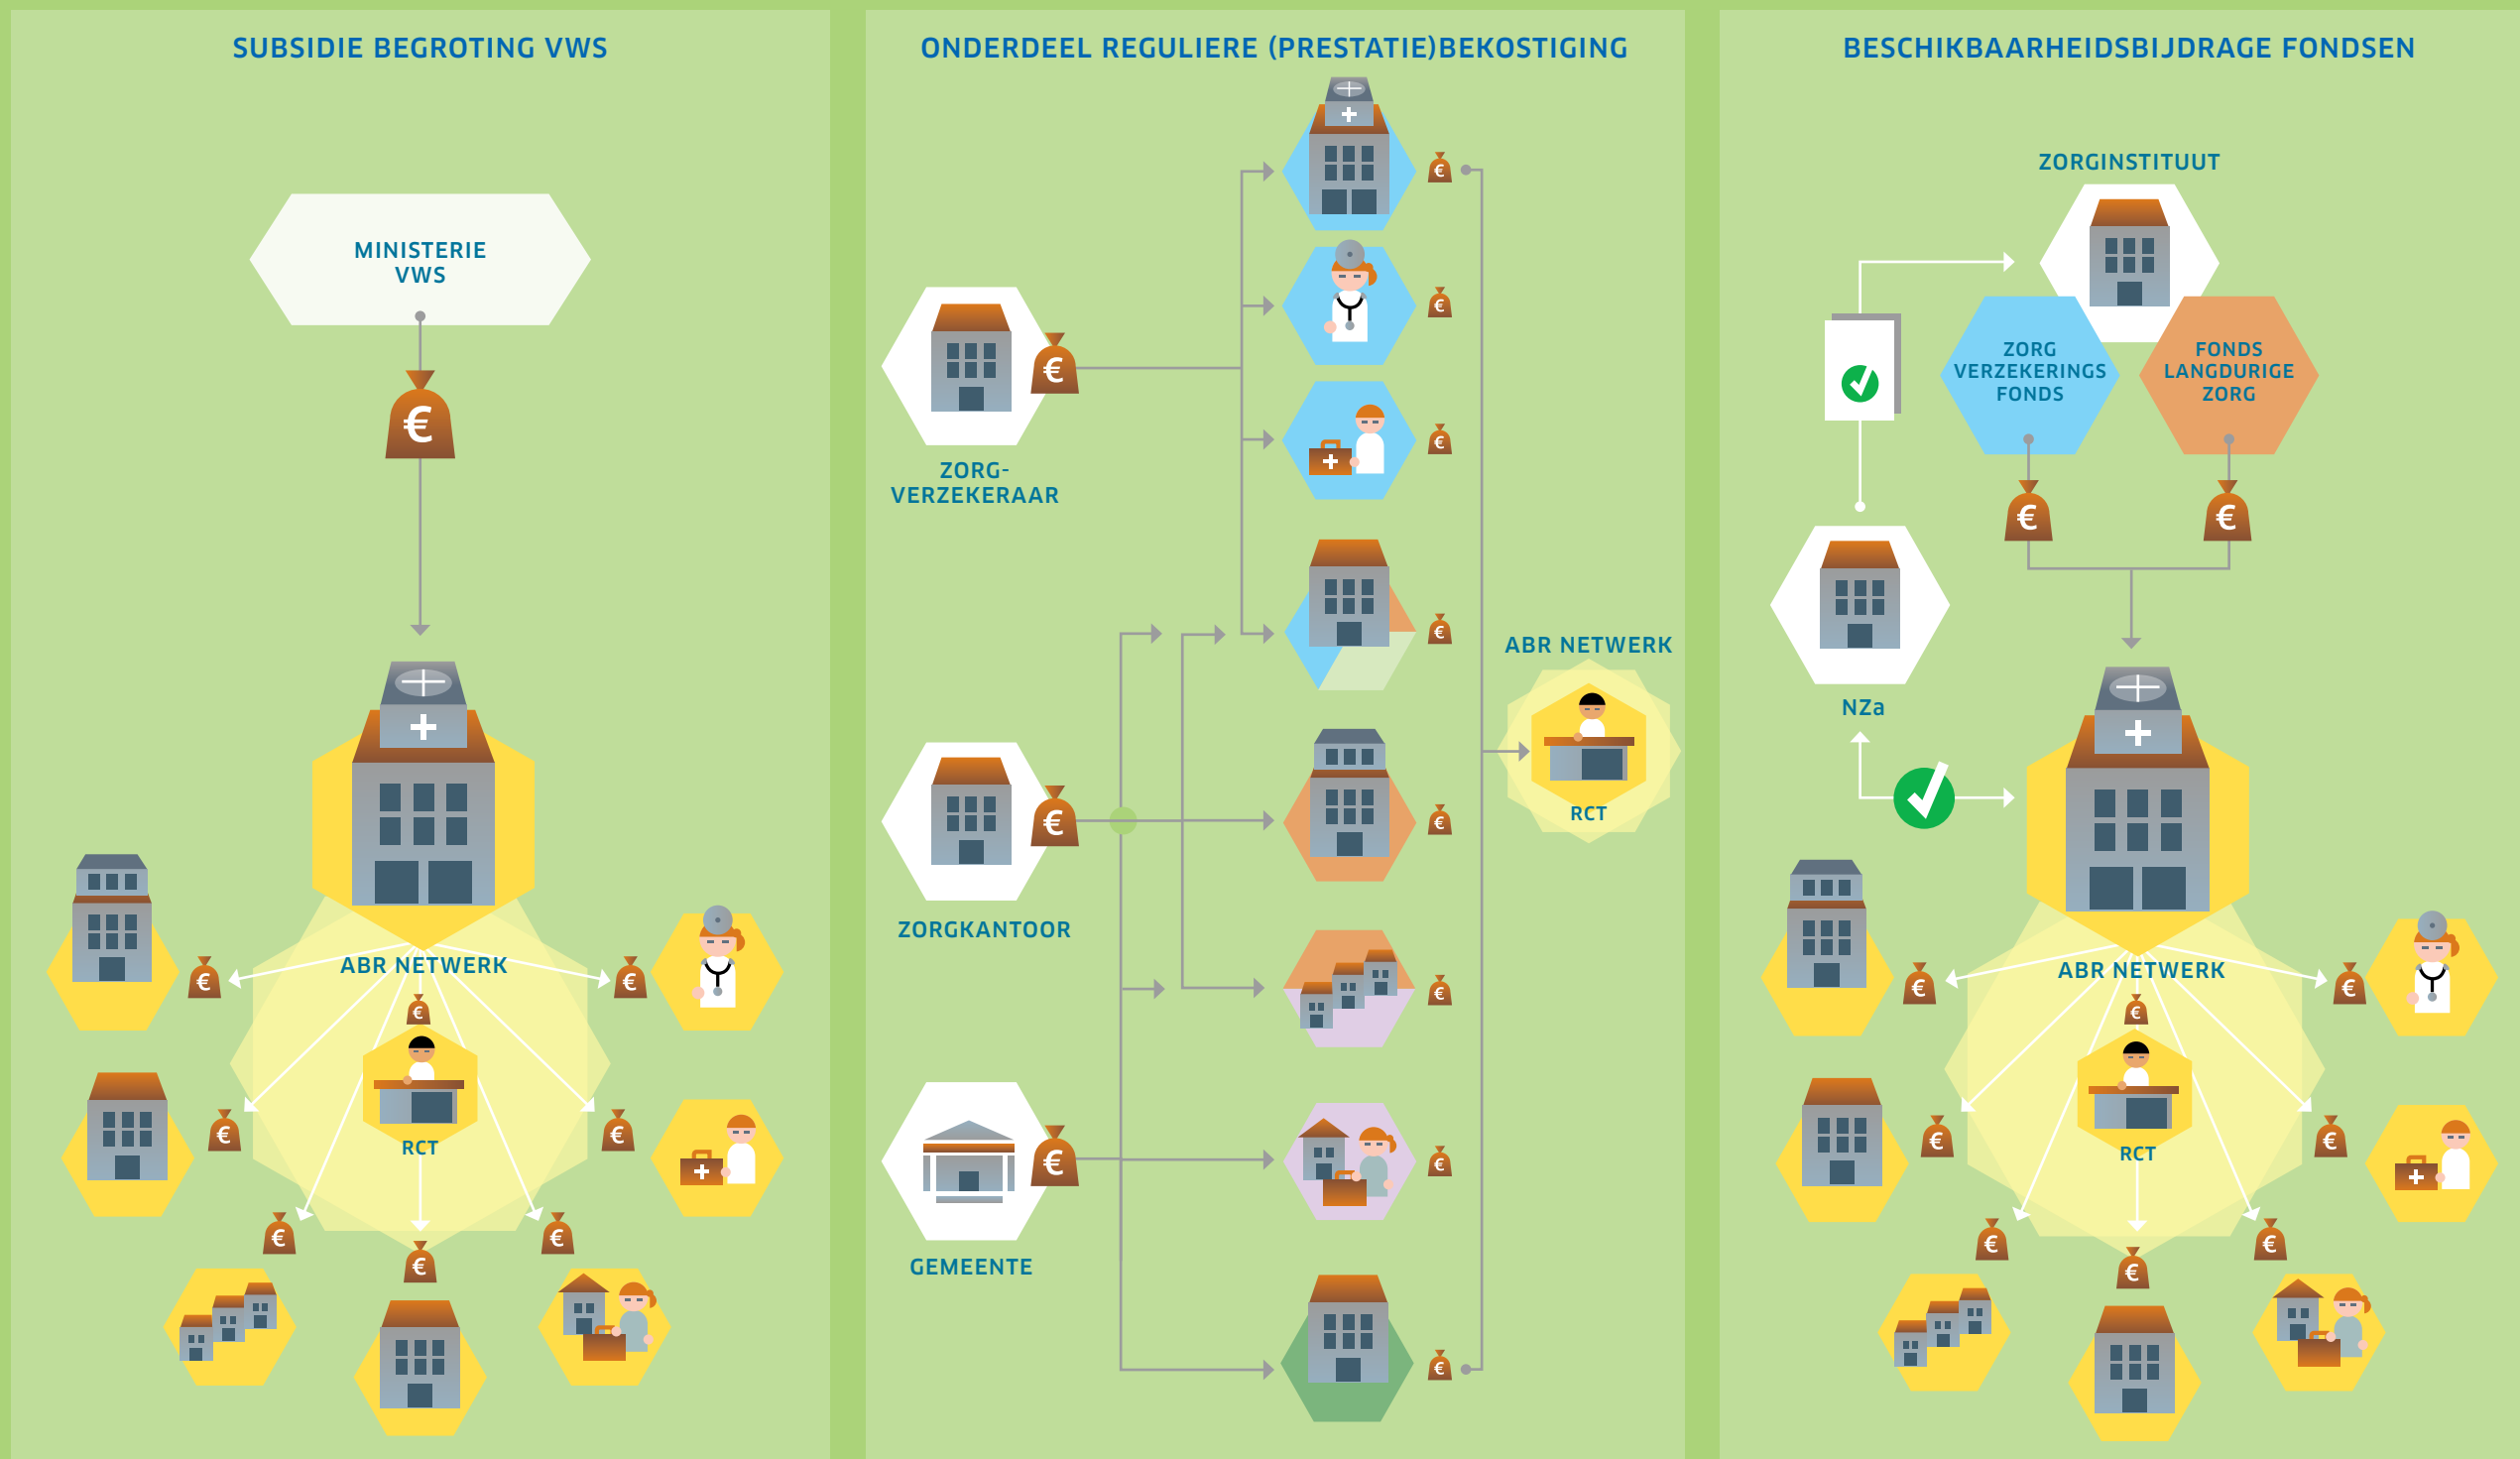 SUBSIDIE BEGROTING VWS
MINISTERIE
VWS
€
ABR NETWERK
€
€
€
RCT
€
€
€
€
€
ONDERDEEL REGULIERE (PRESTATIE)BEKOSTIGING
€
€
€
ZORG-
VERZEKERAAR
€
€
€
ABR NETWERK
RCT
€
€
ZORGKANTOOR
€
€
€
GEMEENTE
€
BESCHIKBAARHEIDSBIJDRAGE FONDSEN
ZORGINSTITUUT
ZORG
VERZEKERINGS
FONDS
FONDS
LANGDURIGE
ZORG
€
€
NZa
ABR NETWERK
€
€
€
RCT
€
€
€
€
€